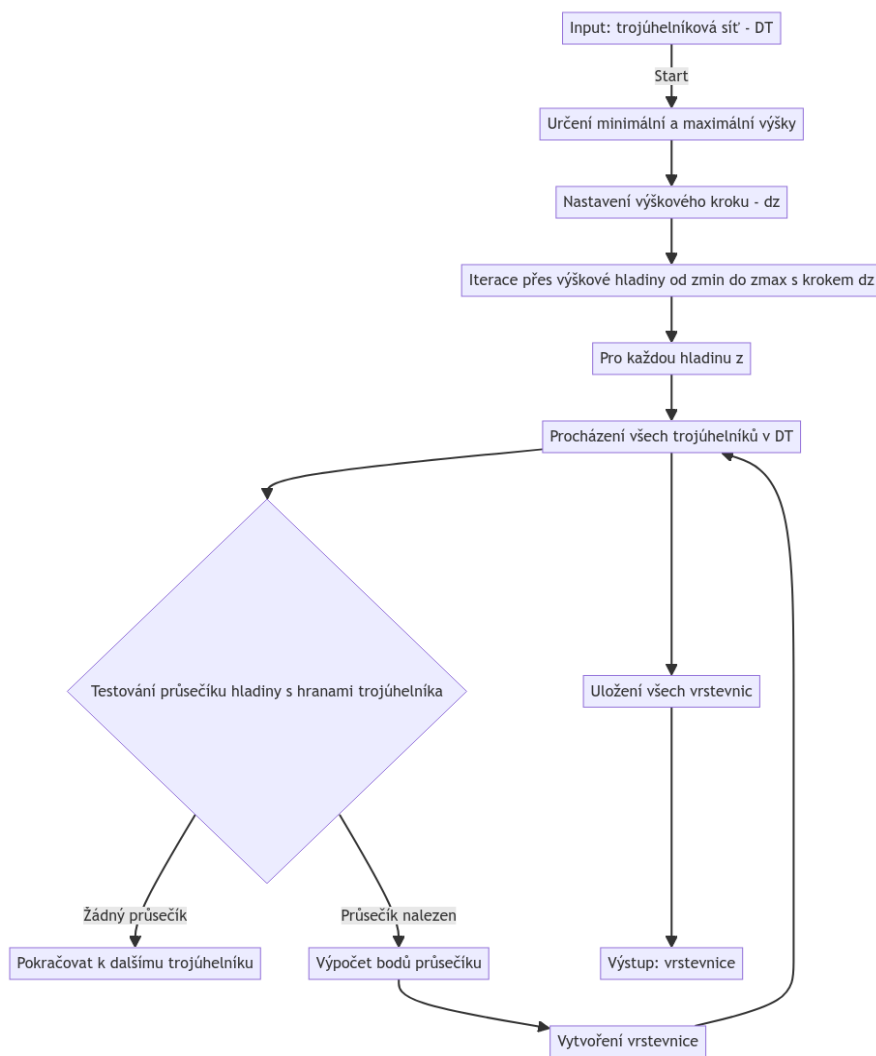 Input: trojúhelníková síť - DT
Start
Určení minimální a maximální výšky
Nastavení výškového kroku - dz
Iterace přes výškové hladiny od zmin do zmax s krokem dz
Pro každou hladinu z
Procházení všech trojúhelníků v DT
Testování průsečíku hladiny s hranami trojúhelníka
Uložení všech vrstevnic
Žádný průsečík
Průsečík nalezen
Pokračovat k dalšímu trojúhelníku
Výpočet bodů průsečíku
Výstup: vrstevnice
Vytvoření vrstevnice